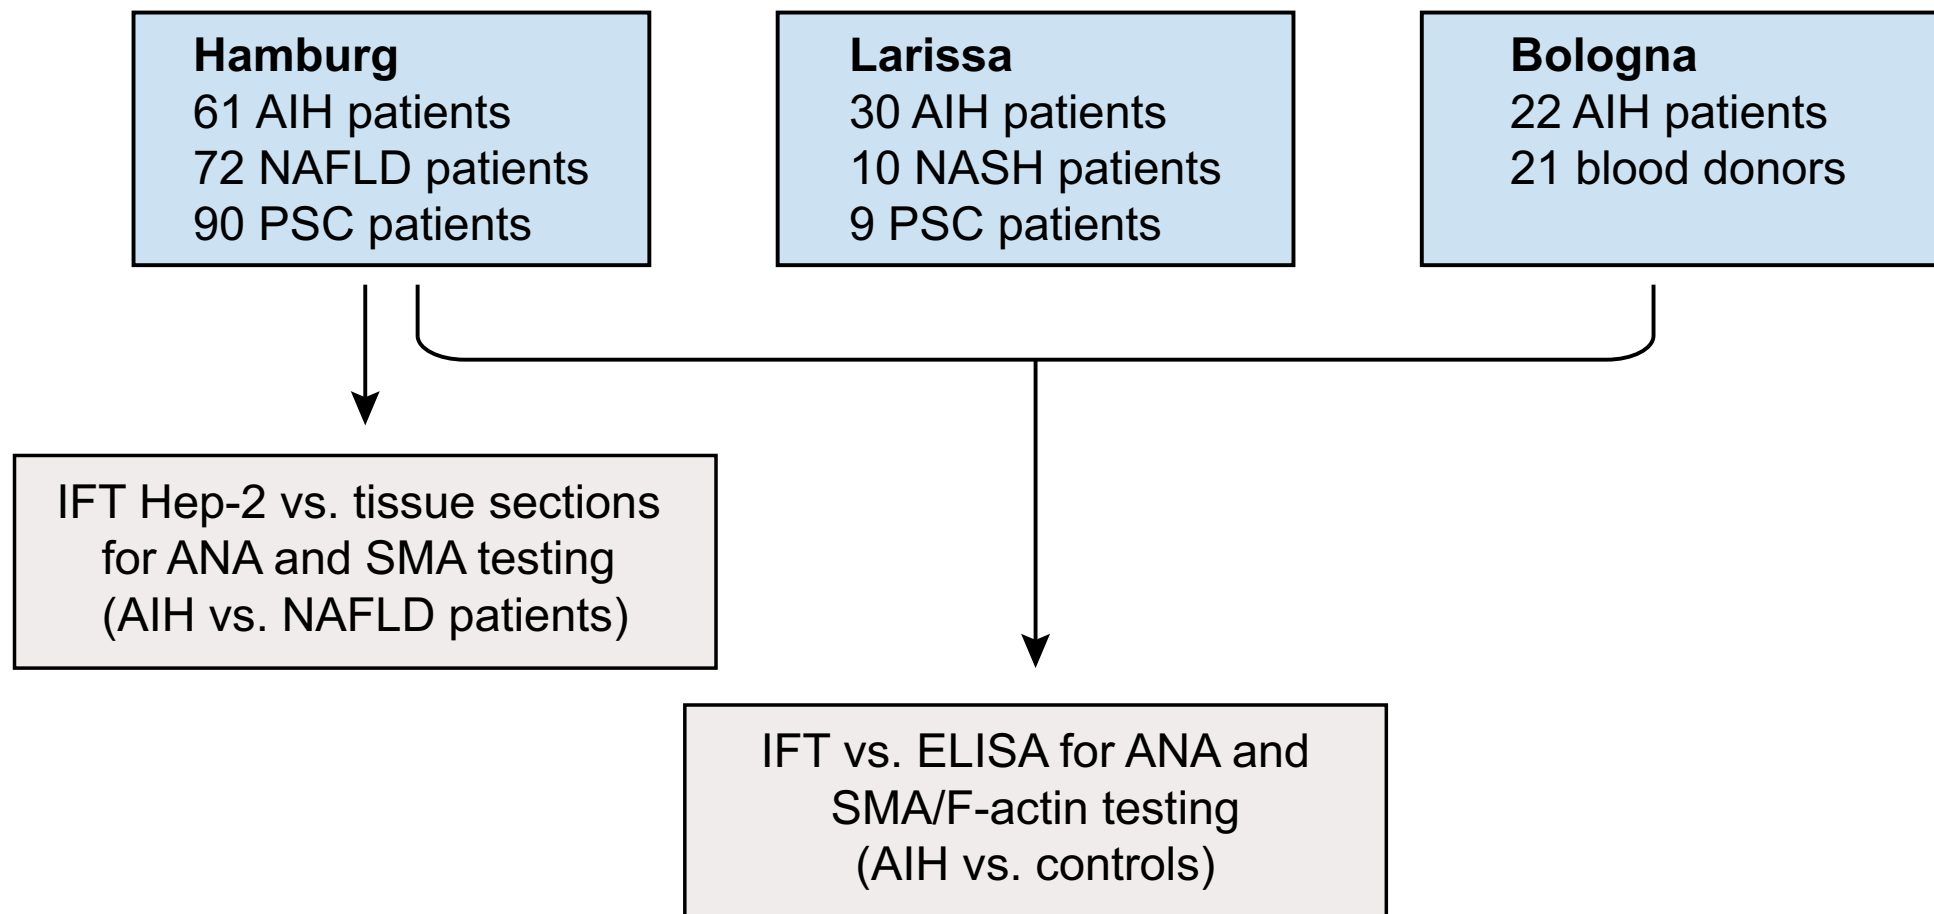 Hamburg
61 AIH patients
72 NAFLD patients
90 PSC patients
Larissa
30 AIH patients
10 NASH patients
9 PSC patients
Bologna
22 AIH patients
21 blood donors
IFT Hep-2 vs. tissue sections
for ANA and SMA testing
(AIH vs. NAFLD patients)
IFT vs. ELISA for ANA and
SMA/F-actin testing
(AIH vs. controls)